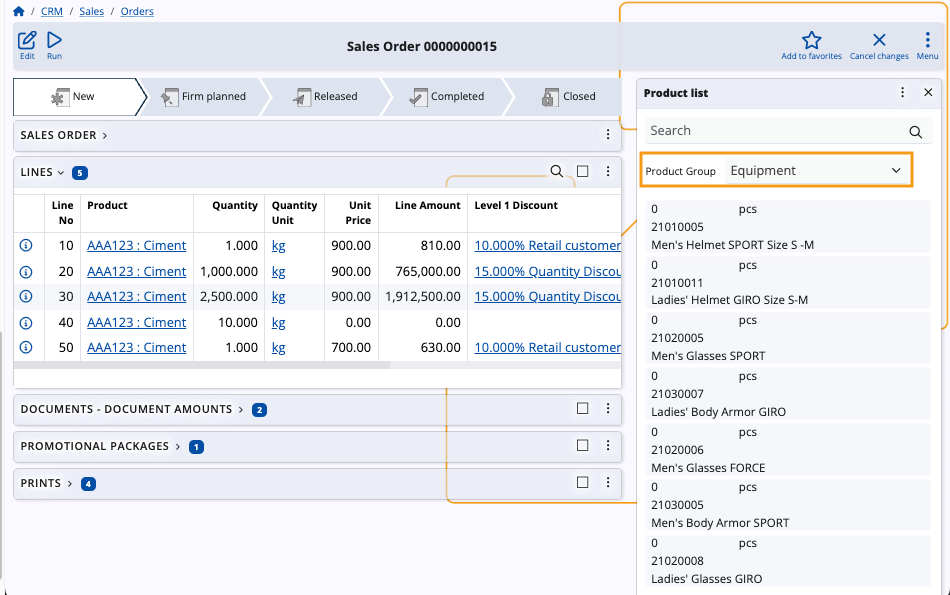 / CRM / Sales / Orders
Edit Run Sales Order 0000000015 Add to favorites Cancel changes Menu
New Firm planned Released Completed Closed
SALES ORDER >
LINES 5
Line No Product Quantity Quantity Unit Unit Price Line Amount Level 1 Discount
10 AAA123 : Ciment 1.000 kg 900.00 810.00 10.000% Retail customer
20 AAA123 : Ciment 1,000.000 kg 900.00 765,000.00 15.000% Quantity Discou
30 AAA123 : Ciment 2,500.000 kg 900.00 1,912,500.00 15.000% Quantity Discou
40 AAA123 : Ciment 10.000 kg 0.00 0.00
50 AAA123 : Ciment 1.000 kg 700.00 630.00 10.000% Retail customer
DOCUMENTS - DOCUMENT AMOUNTS > 2
PROMOTIONAL PACKAGES > 1
PRINTS > 4
Product list
Search
Product Group Equipment
0 pcs
21010005
Men's Helmet SPORT Size S -M
0 pcs
21010011
Ladies' Helmet GIRO Size S-M
0 pcs
21020005
Men's Glasses SPORT
0 pcs
21030007
Ladies' Body Armor GIRO
0 pcs
21020006
Men's Glasses FORCE
0 pcs
21030005
Men's Body Armor SPORT
0 pcs
21020008
Ladies' Glasses GIRO